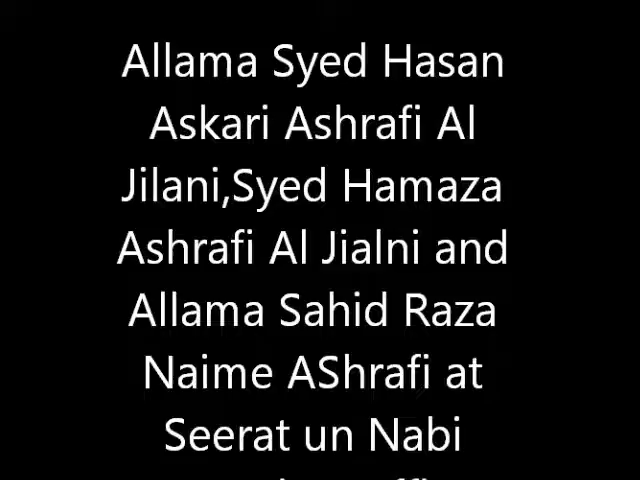 Allama Syed Hasan
Askari Ashrafi Al
Jilani,Syed Hamaza
Ashrafi Al Jialni and
Allama Sahid Raza
Naime AShrafi at
Seerat un Nabi